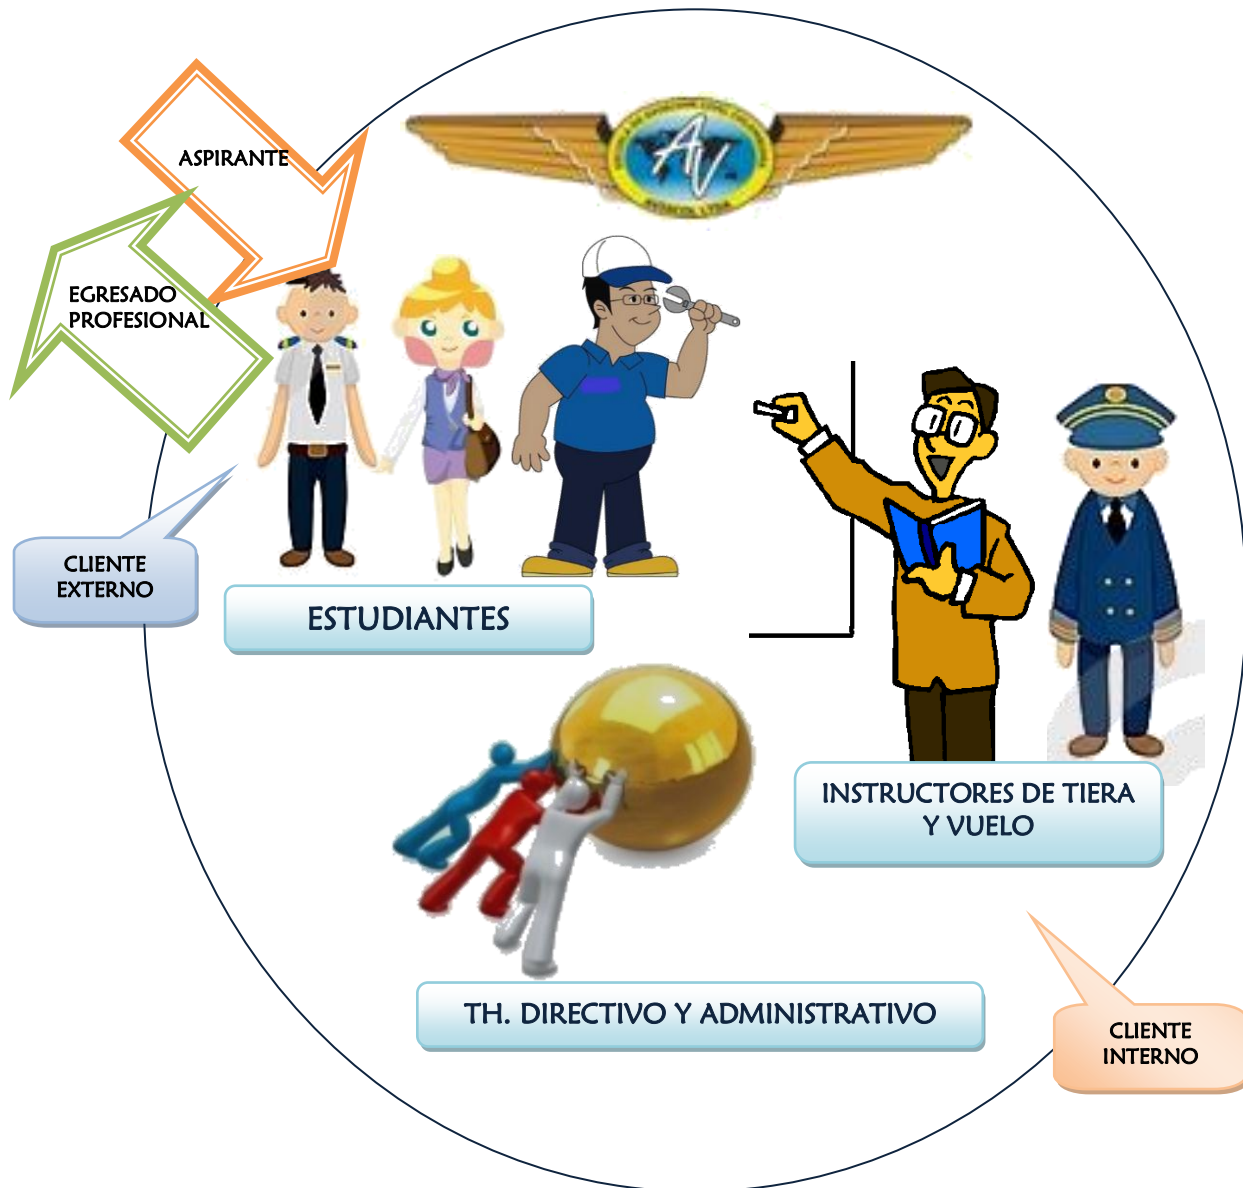 ASPIRANTE
EGRESADO
PROFESIONAL
AV
CLIENTE
EXTERNO
ESTUDIANTES
INSTRUCTORES DE TIERA
Y VUELO
TH. DIRECTIVO Y ADMINISTRATIVO
CLIENTE
INTERNO